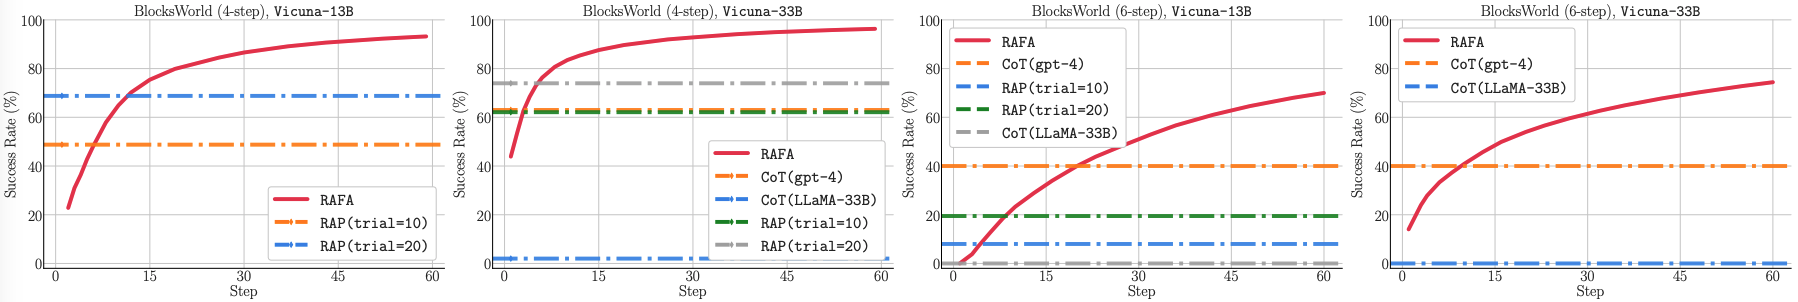 BlocksWorld (4-step), Vicuna-13B
Success Rate (%)
100
80
60
40
20
0
RAFA
RAP(trial=10)
RAP(trial=20)
0 15 30 45 60
Step
BlocksWorld (4-step), Vicuna-33B
Success Rate (%)
100
80
60
40
20
0
RAFA
CoT(gpt-4)
CoT(LLaMA-33B)
RAP(trial=10)
RAP(trial=20)
0 15 30 45 60
Step
BlocksWorld (6-step), Vicuna-13B
Success Rate (%)
100
80
60
40
20
0
RAFA
CoT(gpt-4)
RAP(trial=10)
RAP(trial=20)
CoT(LLaMA-33B)
0 15 30 45 60
Step
BlocksWorld (6-step), Vicuna-33B
Success Rate (%)
100
80
60
40
20
0
RAFA
CoT(gpt-4)
CoT(LLaMA-33B)
0 15 30 45 60
Step